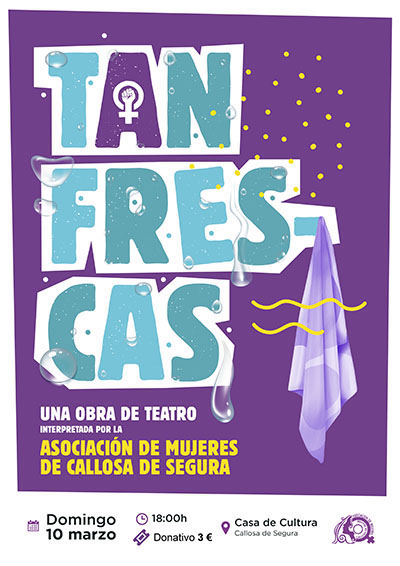 TAN
FRES-
CAS
UNA OBRA DE TEATRO
INTERPRETADA POR LA
ASOCIACIÓN DE MUJERES
DE CALLOSA DE SEGURA
Domingo
10 marzo
18:00h
Donativo 3 €
Casa de Cultura
Callosa de Segura